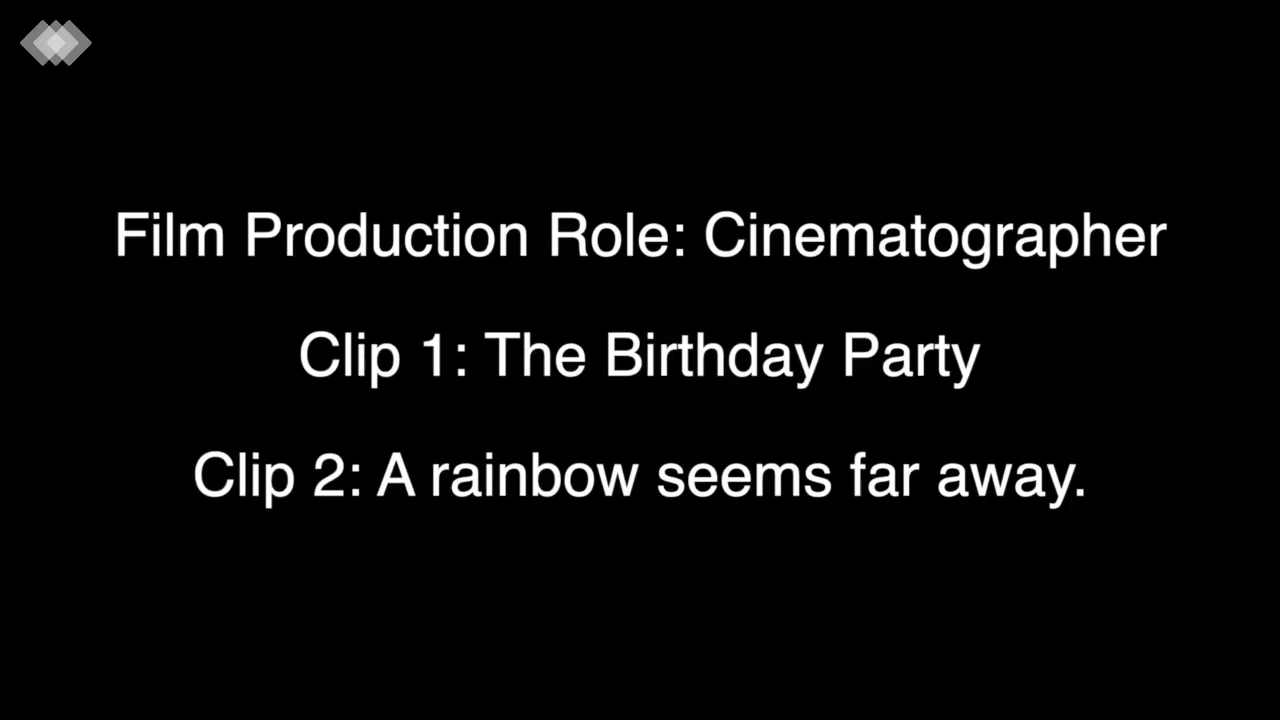 Film Production Role: Cinematographer
Clip 1: The Birthday Party
Clip 2: A rainbow seems far away.